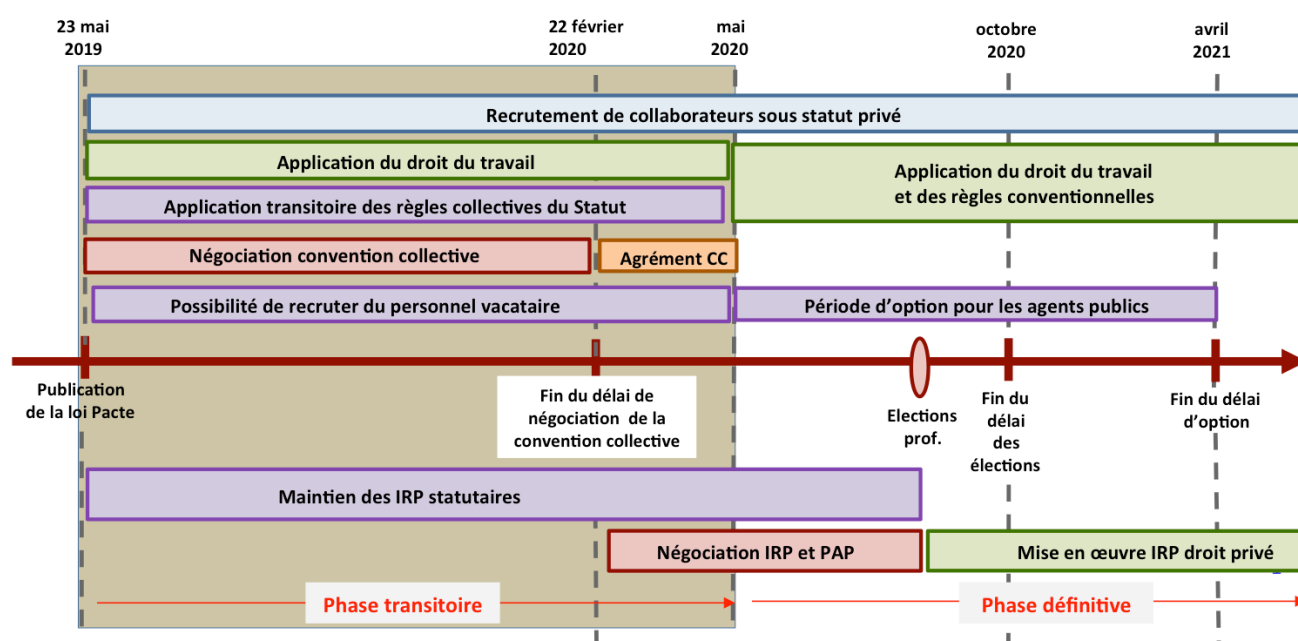 23 mai
2019
22 février
2020
mai
2020
octobre
2020
avril
2021
Recrutement de collaborateurs sous statut privé
Application du droit du travail
Application du droit du travail
et des règles conventionnelles
Application transitoire des règles collectives du Statut
Négociation convention collective
Agrément CC
Possibilité de recruter du personnel vacataire
Période d’option pour les agents publics
Publication
de la loi Pacte
Fin du délai de
négociation de la
convention collective
Elections
prof.
Fin du
délai
des
élections
Fin du délai
d’option
Maintien des IRP statutaires
Négociation IRP et PAP
Mise en œuvre IRP droit privé
Phase transitoire
Phase définitive